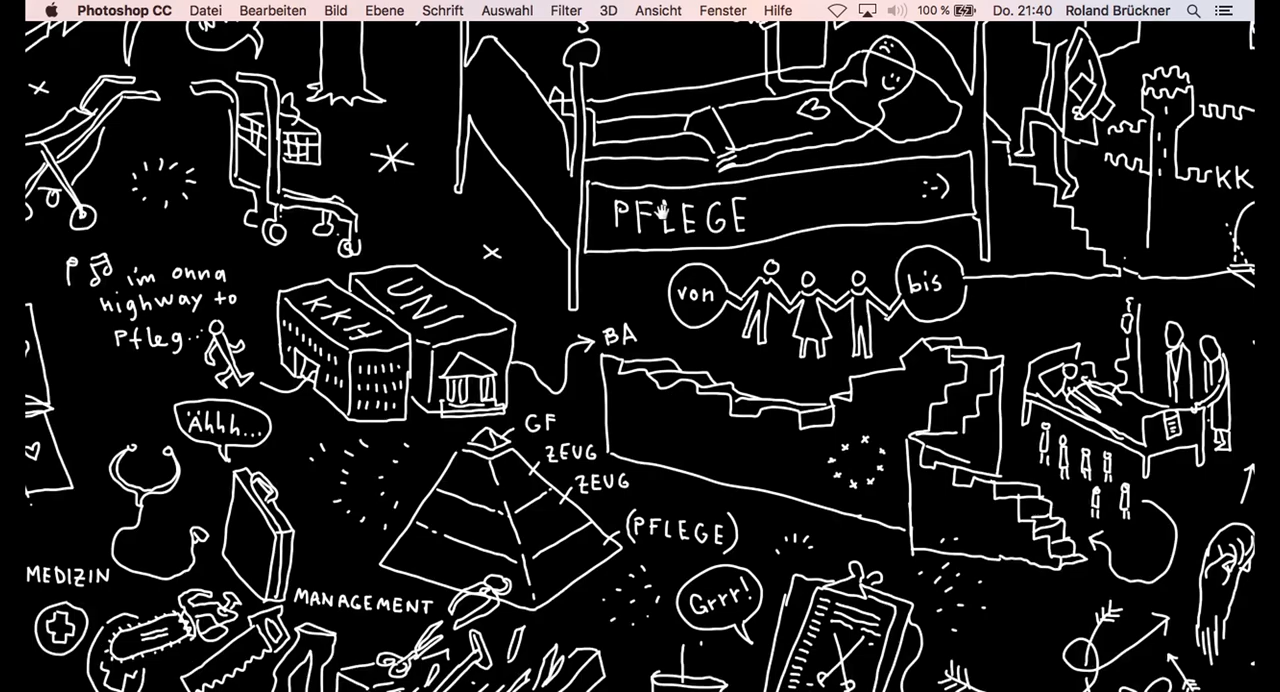 Photoshop CC Datei Bearbeiten Bild Ebene Schrift Auswahl Filter 3D Ansicht Fenster Hilfe 100 % Do. 21:40 Roland Brückner
PFLEGE :-)
KK
i'm onna
highway to
pfleg..
KKH
UNI
von
bis
BA
Ähhh...
GF
ZEUG
ZEUG
(PFLEGE)
MEDIZIN
MANAGEMENT
Grrr!